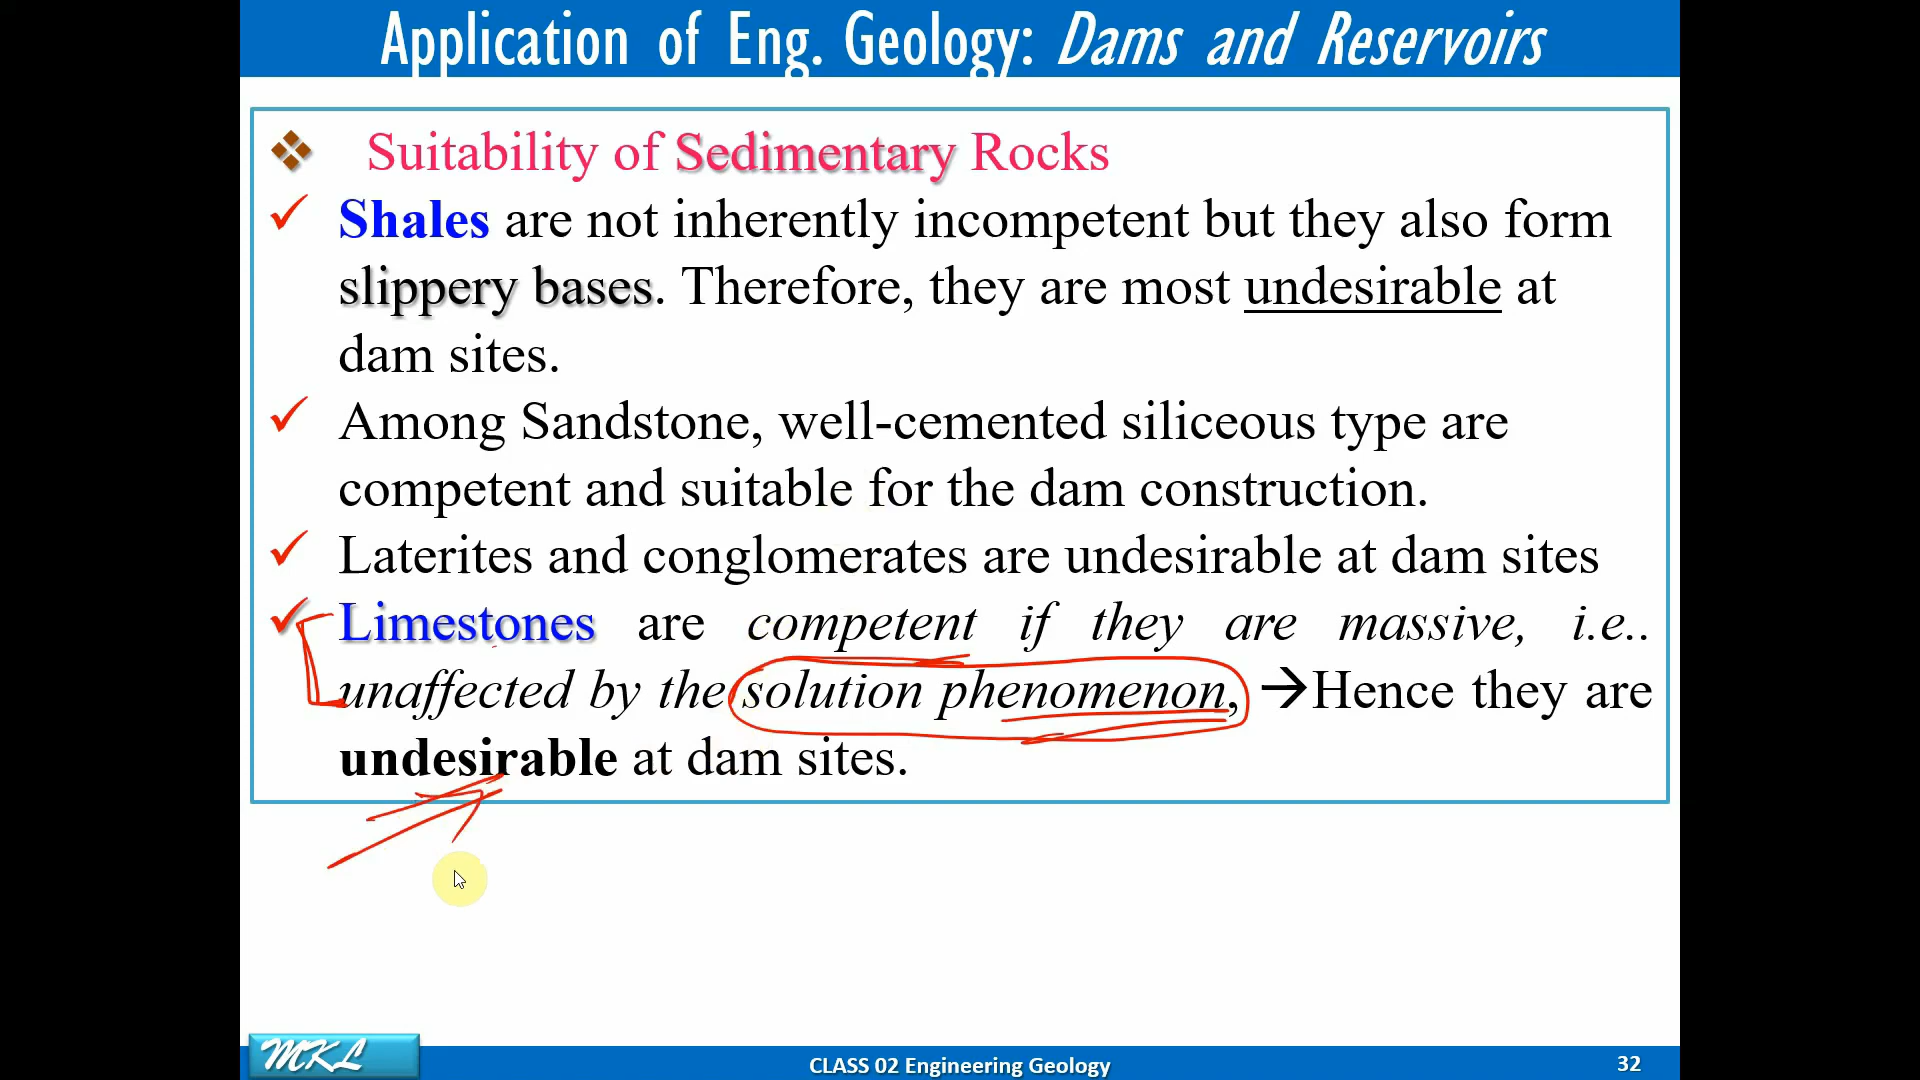 Application of Eng. Geology: Dams and Reservoirs
Suitability of Sedimentary Rocks
Shales are not inherently incompetent but they also form
slippery bases. Therefore, they are most undesirable at
dam sites.
Among Sandstone, well-cemented siliceous type are
competent and suitable for the dam construction.
Laterites and conglomerates are undesirable at dam sites
Limestones are competent if they are massive, i.e..
unaffected by the solution phenomenon, →Hence they are
undesirable at dam sites.
MKL
CLASS 02 Engineering Geology
32